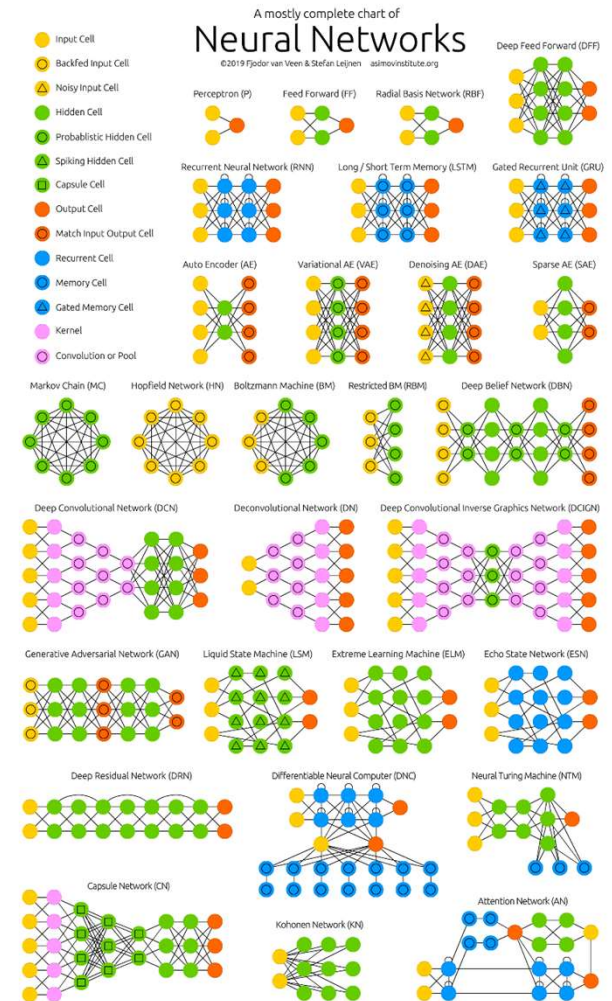 A mostly complete chart of
Neural Networks
©2019 Fjodor van Veen & Stefan Leijnen asimovinstitute.org
Input Cell
Backfed Input Cell
Noisy Input Cell
Hidden Cell
Probablistic Hidden Cell
Spiking Hidden Cell
Capsule Cell
Output Cell
Match Input Output Cell
Recurrent Cell
Memory Cell
Gated Memory Cell
Kernel
Convolution or Pool
Deep Feed Forward (DFF)
Perceptron (P)
Feed Forward (FF)
Radial Basis Network (RBF)
Recurrent Neural Network (RNN)
Long / Short Term Memory (LSTM)
Gated Recurrent Unit (GRU)
Auto Encoder (AE)
Variational AE (VAE)
Denoising AE (DAE)
Sparse AE (SAE)
Markov Chain (MC)
Hopfield Network (HN)
Boltzmann Machine (BM)
Restricted BM (RBM)
Deep Belief Network (DBN)
Deep Convolutional Network (DCN)
Deconvolutional Network (DN)
Deep Convolutional Inverse Graphics Network (DCIGN)
Generative Adversarial Network (GAN)
Liquid State Machine (LSM)
Extreme Learning Machine (ELM)
Echo State Network (ESN)
Deep Residual Network (DRN)
Differentiable Neural Computer (DNC)
Neural Turing Machine (NTM)
Capsule Network (CN)
Kohonen Network (KN)
Attention Network (AN)